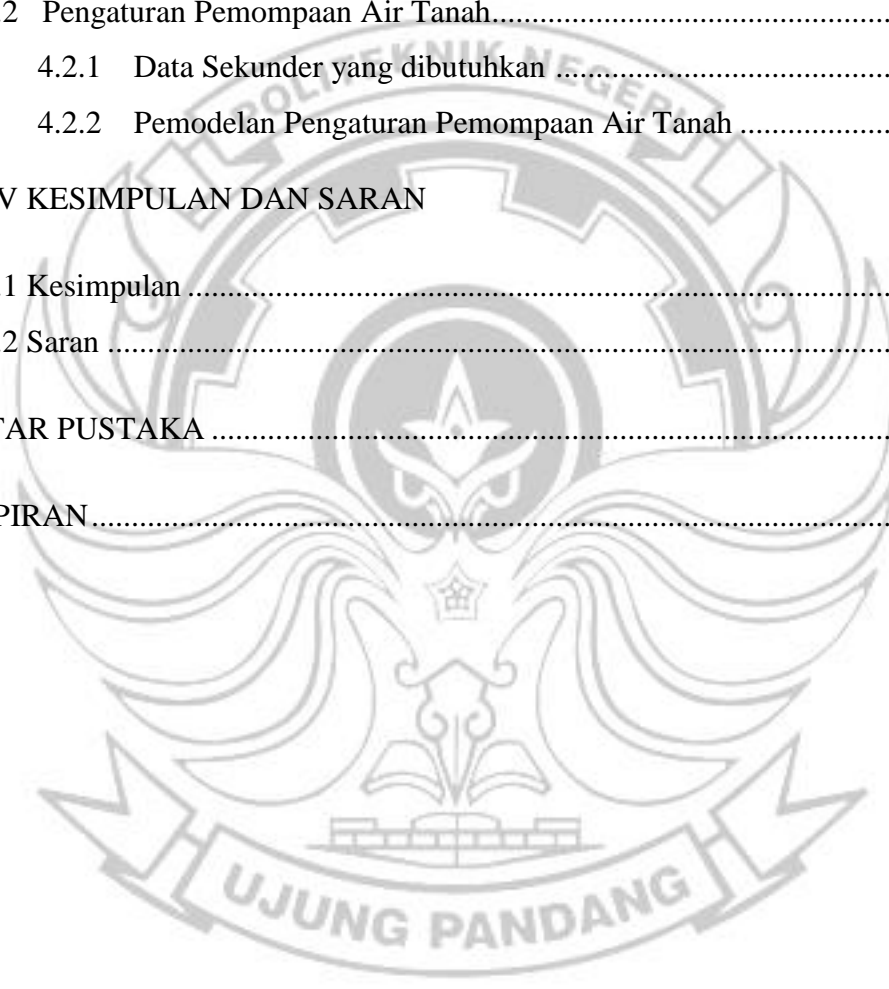 .2 Pengaturan Pemompaan Air Tanah......................................................
4.2.1 Data Sekunder yang dibutuhkan ............................................
4.2.2 Pemodelan Pengaturan Pemompaan Air Tanah ....................
V KESIMPULAN DAN SARAN
.1 Kesimpulan ..........................................................................................
.2 Saran ....................................................................................................
TAR PUSTAKA .......................................................................................
PIRAN......................................................................................................
POLITEKNIK NEGERI
UJUNG PANDANG